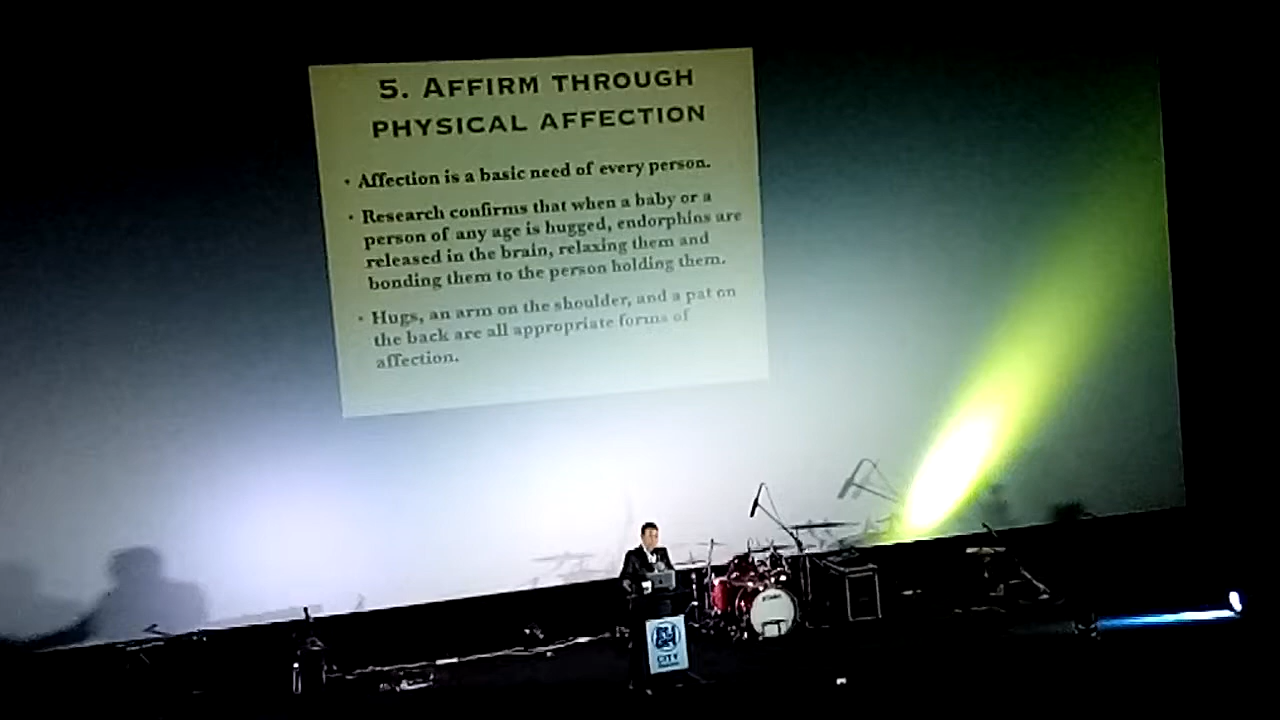 5. AFFIRM THROUGH
PHYSICAL AFFECTION
• Affection is a basic need of every person.
• Research confirms that when a baby or a
person of any age is hugged, endorphins are
released in the brain, relaxing them and
bonding them to the person holding them.
• Hugs, an arm on the shoulder, and a pat on
the back are all appropriate forms of
affection.
CITY